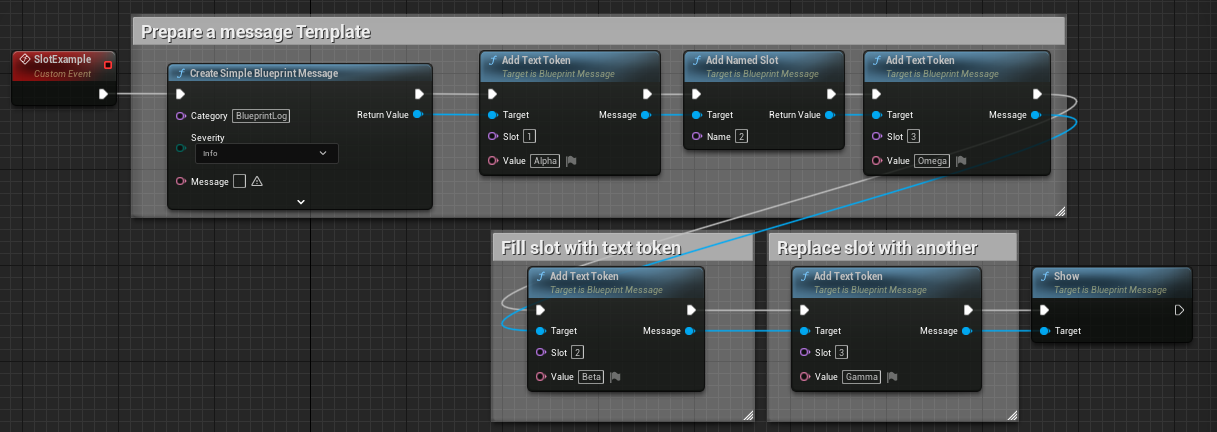 Prepare a message Template
SlotExample
Custom Event
Create Simple Blueprint Message
Category BlueprintLog
Return Value
Severity
Info
Message
Add Text Token
Target is Blueprint Message
Target
Message
Slot 1
Value Alpha
Add Named Slot
Target is Blueprint Message
Target
Return Value
Name 2
Add Text Token
Target is Blueprint Message
Target
Message
Slot 3
Value Omega
Fill slot with text token
Add Text Token
Target is Blueprint Message
Target
Message
Slot 2
Value Beta
Replace slot with another
Add Text Token
Target is Blueprint Message
Target
Message
Slot 3
Value Gamma
Show
Target is Blueprint Message
Target